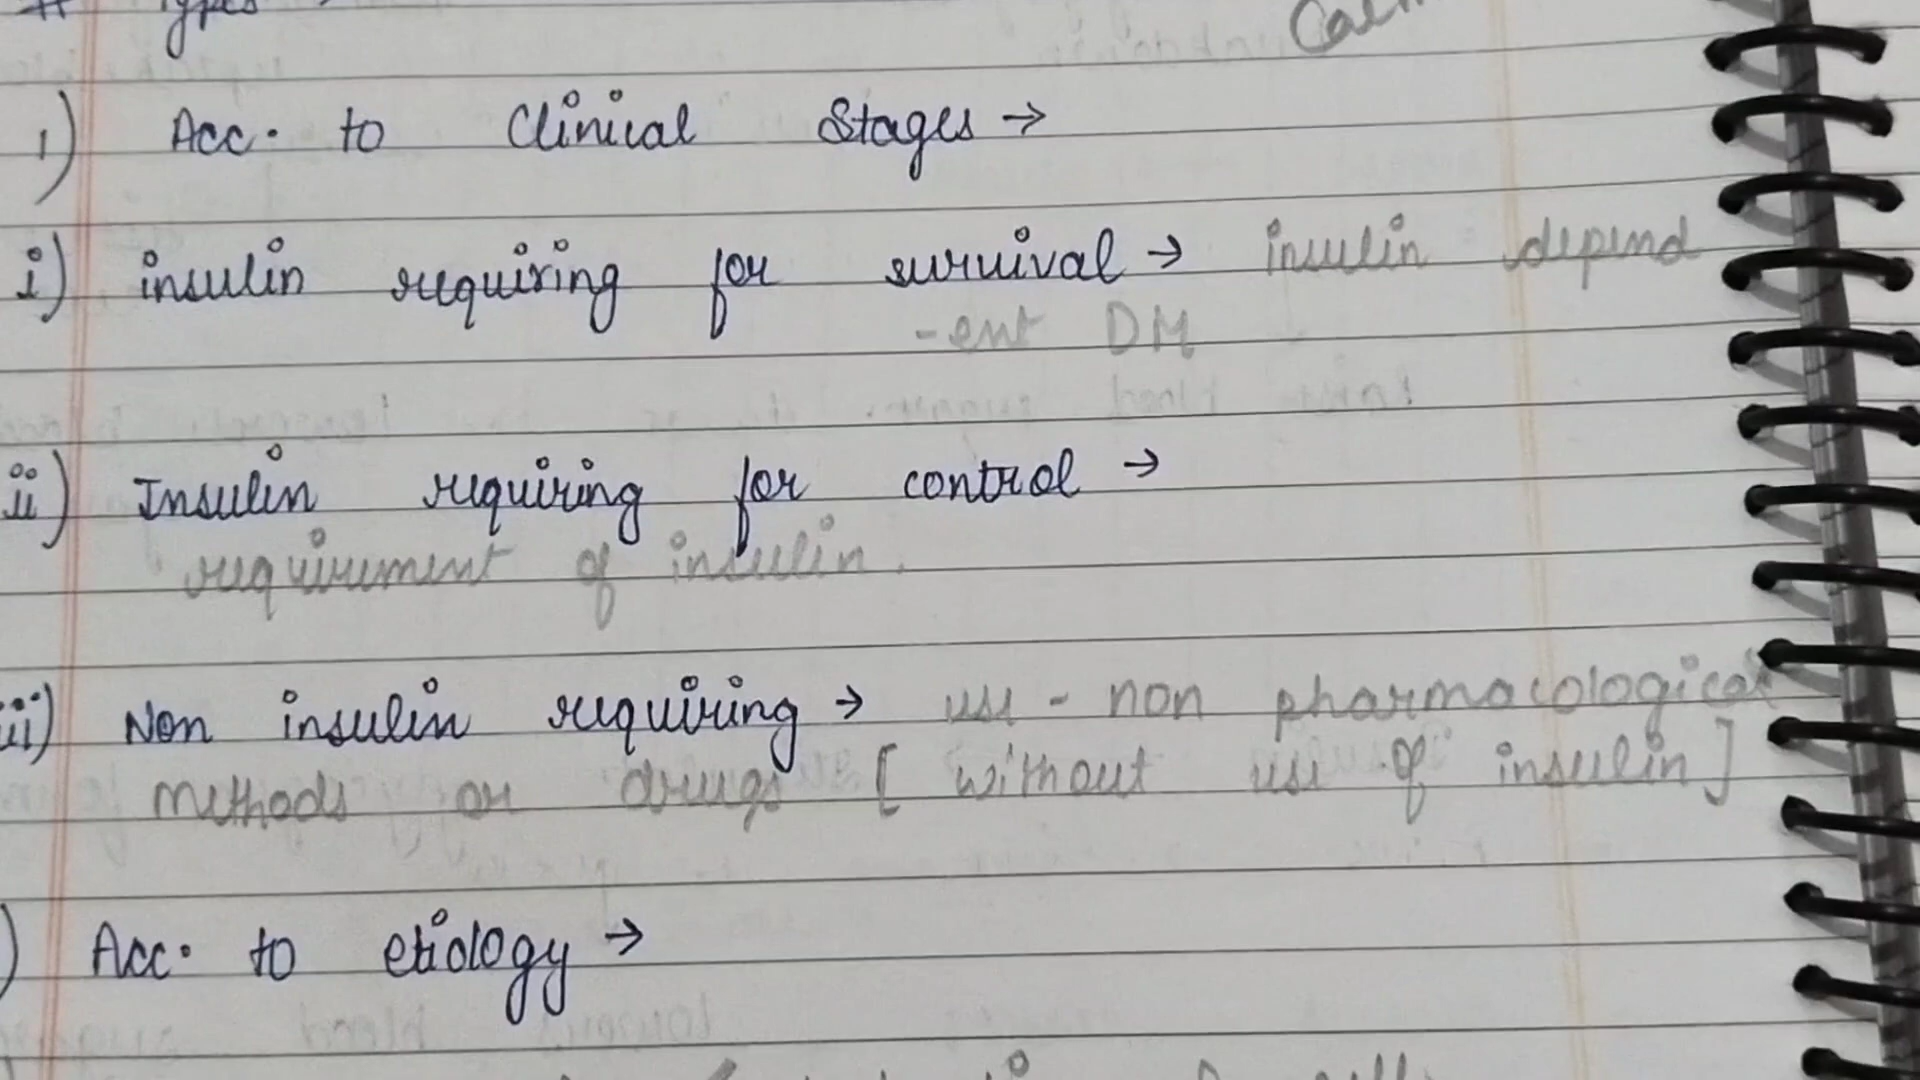 # Types
1) Acc. to Clinical Stages →
i) insulin requiring for survival → insulin depend
-ent DM
ii) Insulin requiring for control →
requirement of insulin.
iii) Non insulin requiring → use - non pharmacological
methods or drugs [ without use of insulin ]
) Acc. to etiology →